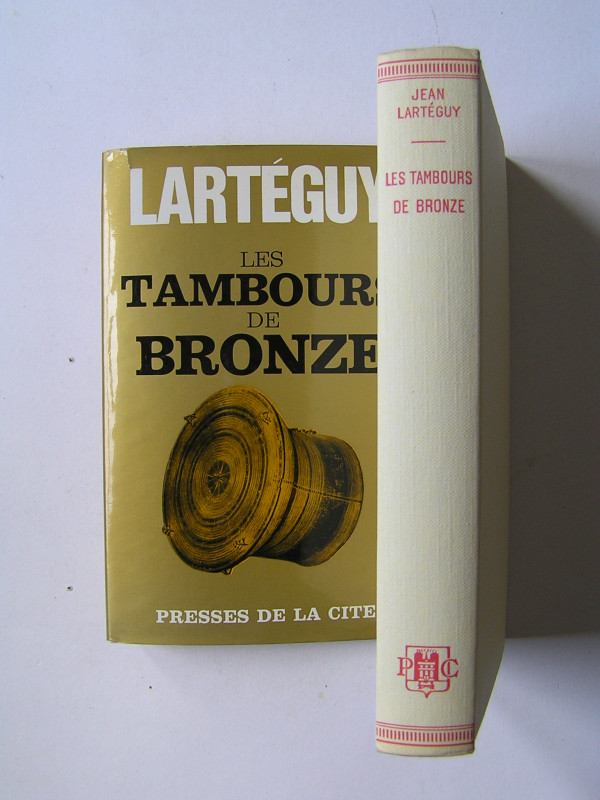 LARTÉGUY
LES
TAMBOURS
DE
BRONZE
PRESSES DE LA CITE
JEAN
LARTÉGUY
LES TAMBOURS
DE BRONZE
P C